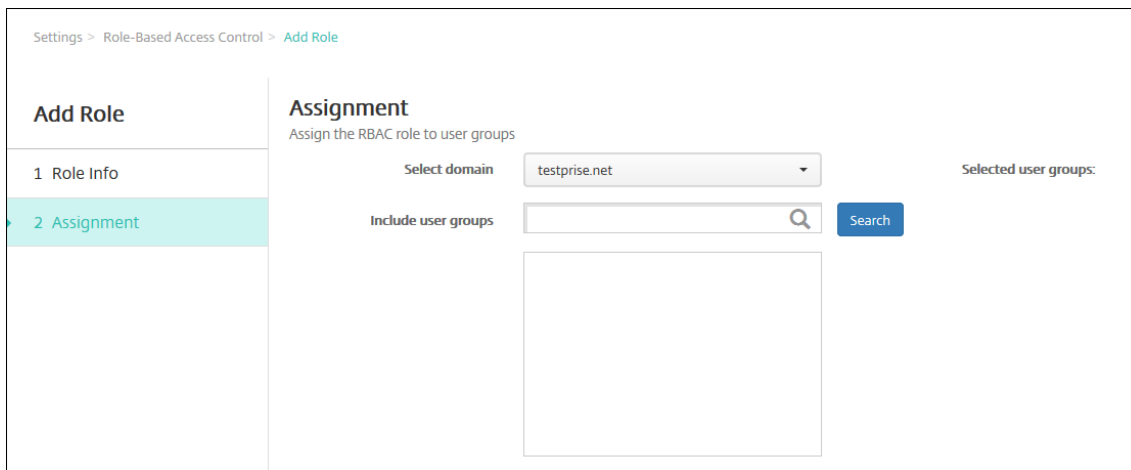 Settings > Role-Based Access Control > Add Role
Add Role
1 Role Info
2 Assignment
Assignment
Assign the RBAC role to user groups
Select domain
testprise.net
Selected user groups:
Include user groups
Search